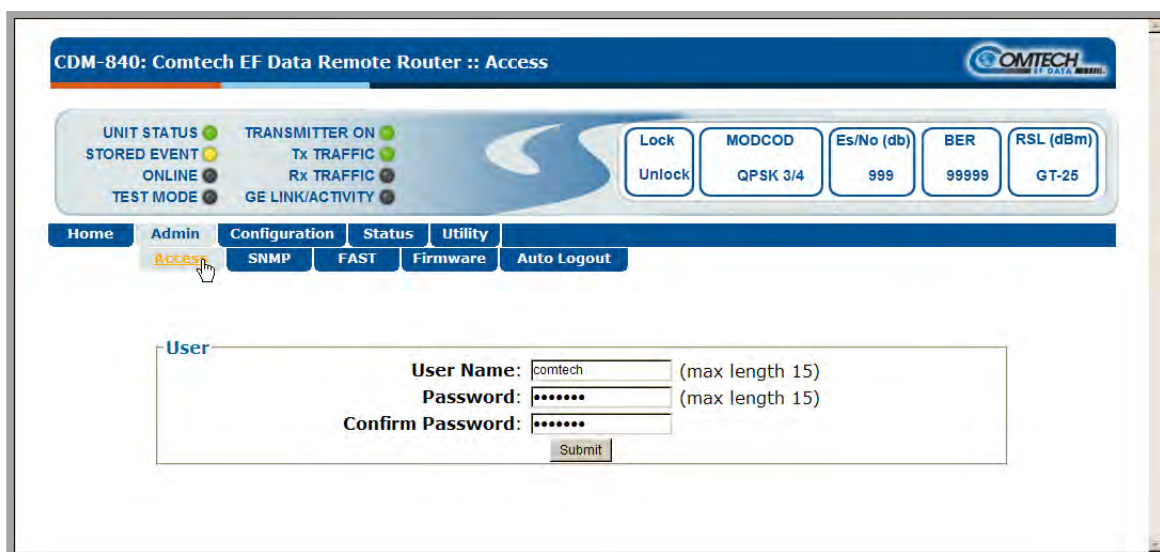 CDM-840: Comtech EF Data Remote Router :: Access
COMTECH
EF DATA
UNIT STATUS TRANSMITTER ON
STORED EVENT Tx TRAFFIC
ONLINE Rx TRAFFIC
TEST MODE GE LINK/ACTIVITY
Lock MODCOD Es/No (db) BER RSL (dBm)
Unlock QPSK 3/4 999 99999 GT-25
Home Admin Configuration Status Utility
Access SNMP FAST Firmware Auto Logout
User
User Name: comtech (max length 15)
Password: ••••••• (max length 15)
Confirm Password: •••••••
Submit